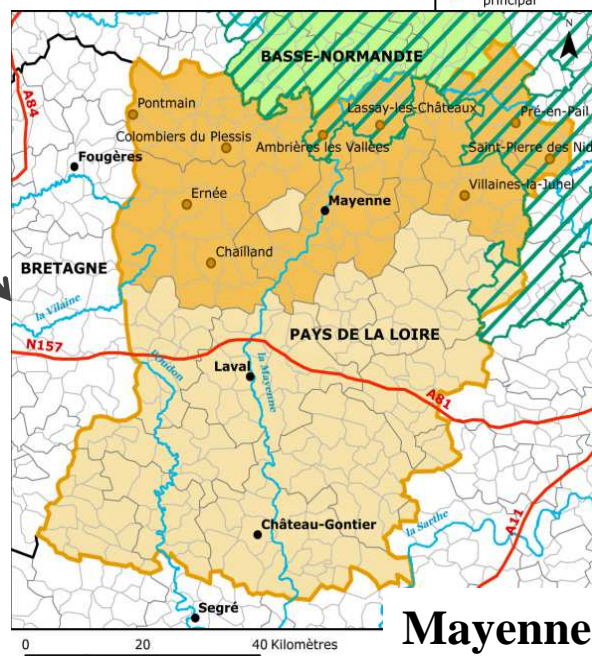 principal
N
BASSE-NORMANDIE
A84
Pontmain
Lassay-les-Châteaux
Pré-en-Pail
Colombiers du Plessis
Ambrières les Vallées
Fougères
Saint-Pierre des Nid
Ernée
Mayenne
Villaines-la-Juhel
Chailland
BRETAGNE
la Vilaine
PAYS DE LA LOIRE
N157
l'Oudon
la Mayenne
Laval
A81
Château-Gontier
la Sarthe
A11
Segré
Mayenne
0 20 40 Kilomètres